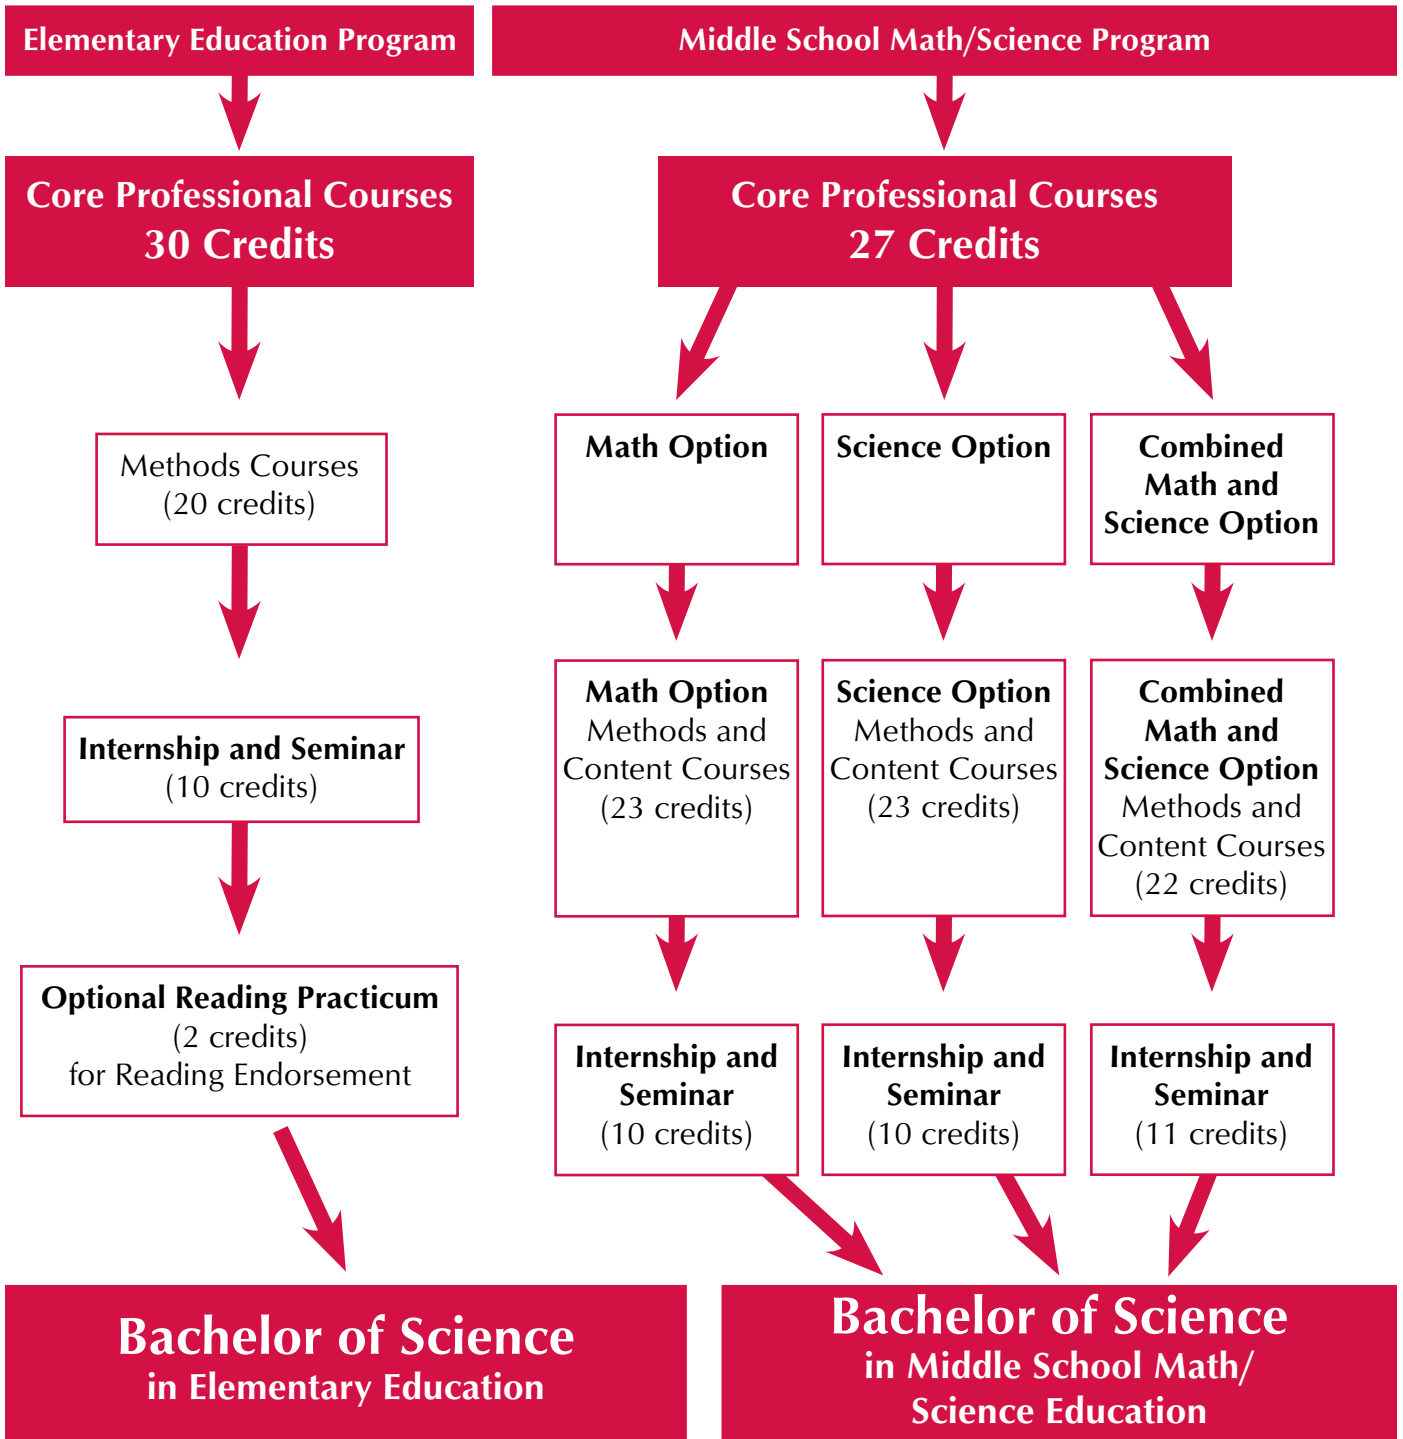 Elementary Education Program
Core Professional Courses
30 Credits
Methods Courses
(20 credits)
Internship and Seminar
(10 credits)
Optional Reading Practicum
(2 credits)
for Reading Endorsement
Bachelor of Science
in Elementary Education
Middle School Math/Science Program
Core Professional Courses
27 Credits
Math Option
Math Option
Methods and
Content Courses
(23 credits)
Internship and
Seminar
(10 credits)
Science Option
Science Option
Methods and
Content Courses
(23 credits)
Internship and
Seminar
(10 credits)
Combined
Math and
Science Option
Combined
Math and
Science Option
Methods and
Content Courses
(22 credits)
Internship and
Seminar
(11 credits)
Bachelor of Science
in Middle School Math/
Science Education